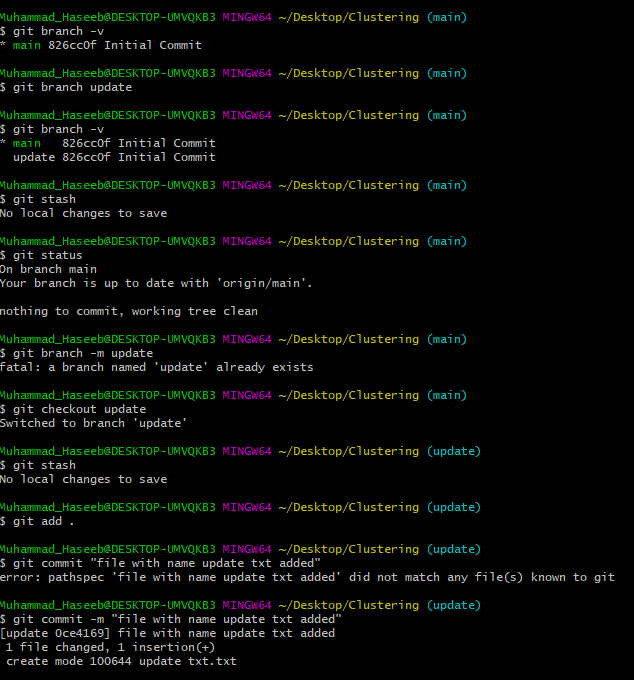 Muhammad_Haseeb@DESKTOP-UMVQKB3 MINGW64 ~/Desktop/Clustering (main)
$ git branch -v
* main 826cc0f Initial Commit
Muhammad_Haseeb@DESKTOP-UMVQKB3 MINGW64 ~/Desktop/Clustering (main)
$ git branch update
Muhammad_Haseeb@DESKTOP-UMVQKB3 MINGW64 ~/Desktop/Clustering (main)
$ git branch -v
* main   826cc0f Initial Commit
  update 826cc0f Initial Commit
Muhammad_Haseeb@DESKTOP-UMVQKB3 MINGW64 ~/Desktop/Clustering (main)
$ git stash
No local changes to save
Muhammad_Haseeb@DESKTOP-UMVQKB3 MINGW64 ~/Desktop/Clustering (main)
$ git status
On branch main
Your branch is up to date with 'origin/main'.
nothing to commit, working tree clean
Muhammad_Haseeb@DESKTOP-UMVQKB3 MINGW64 ~/Desktop/Clustering (main)
$ git branch -m update
fatal: a branch named 'update' already exists
Muhammad_Haseeb@DESKTOP-UMVQKB3 MINGW64 ~/Desktop/Clustering (main)
$ git checkout update
Switched to branch 'update'
Muhammad_Haseeb@DESKTOP-UMVQKB3 MINGW64 ~/Desktop/Clustering (update)
$ git stash
No local changes to save
Muhammad_Haseeb@DESKTOP-UMVQKB3 MINGW64 ~/Desktop/Clustering (update)
$ git add .
Muhammad_Haseeb@DESKTOP-UMVQKB3 MINGW64 ~/Desktop/Clustering (update)
$ git commit "file with name update txt added"
error: pathspec 'file with name update txt added' did not match any file(s) known to git
Muhammad_Haseeb@DESKTOP-UMVQKB3 MINGW64 ~/Desktop/Clustering (update)
$ git commit -m "file with name update txt added"
[update 0ce4169] file with name update txt added
 1 file changed, 1 insertion(+)
 create mode 100644 update txt.txt